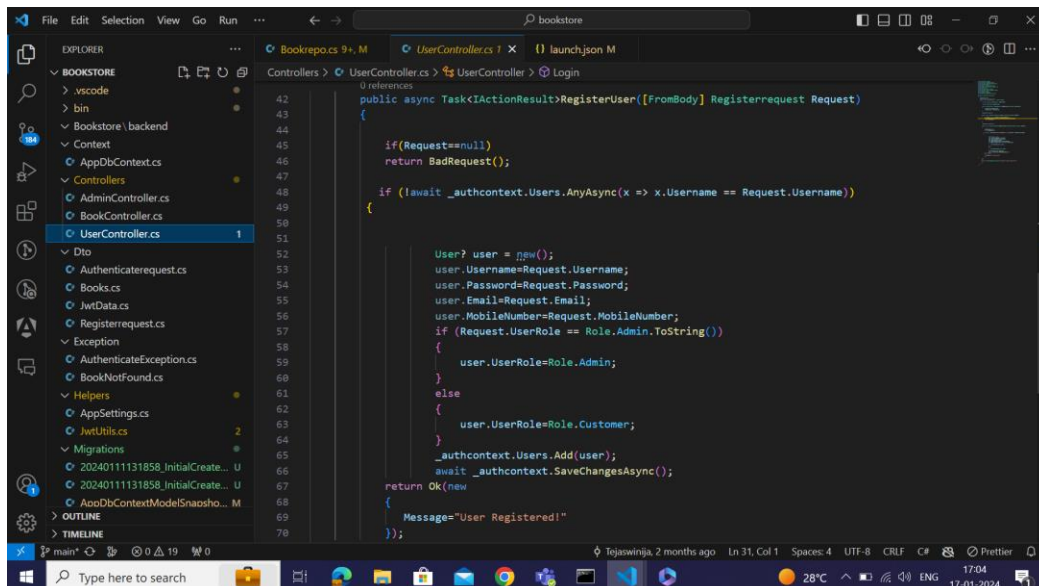 File Edit Selection View Go Run ··· bookstore
EXPLORER ···
Bookrepo.cs 9+, M UserController.cs 1 {} launch.json M
BOOKSTORE
Controllers > UserController.cs > UserController > Login
.vscode
bin
Bookstore\backend
Context
AppDbContext.cs
Controllers
AdminController.cs
BookController.cs
UserController.cs 1
Dto
Authenticaterequest.cs
Books.cs
JwtData.cs
Registerrequest.cs
Exception
AuthenticateException.cs
BookNotFound.cs
Helpers
AppSettings.cs
JwtUtils.cs 2
Migrations
20240111131858_InitialCreate... U
20240111131858_InitialCreate... U
AppDbContextModelSnapsho... M
OUTLINE
TIMELINE
184
1
0 references
42 public async Task<IActionResult>RegisterUser([FromBody] Registerrequest Request)
43 {
44
45 if(Request==null)
46 return BadRequest();
47
48 if (!await _authcontext.Users.AnyAsync(x => x.Username == Request.Username))
49 {
50
51
52 User? user = new();
53 user.Username=Request.Username;
54 user.Password=Request.Password;
55 user.Email=Request.Email;
56 user.MobileNumber=Request.MobileNumber;
57 if (Request.UserRole == Role.Admin.ToString())
58 {
59 user.UserRole=Role.Admin;
60 }
61 else
62 {
63 user.UserRole=Role.Customer;
64 }
65 _authcontext.Users.Add(user);
66 await _authcontext.SaveChangesAsync();
67 return Ok(new
68 {
69 Message="User Registered!"
70 });
main* 0 19 0 Tejaswinija, 2 months ago Ln 31, Col 1 Spaces: 4 UTF-8 CRLF C# Prettier
Type here to search 28°C ENG 17:04
17-01-2024